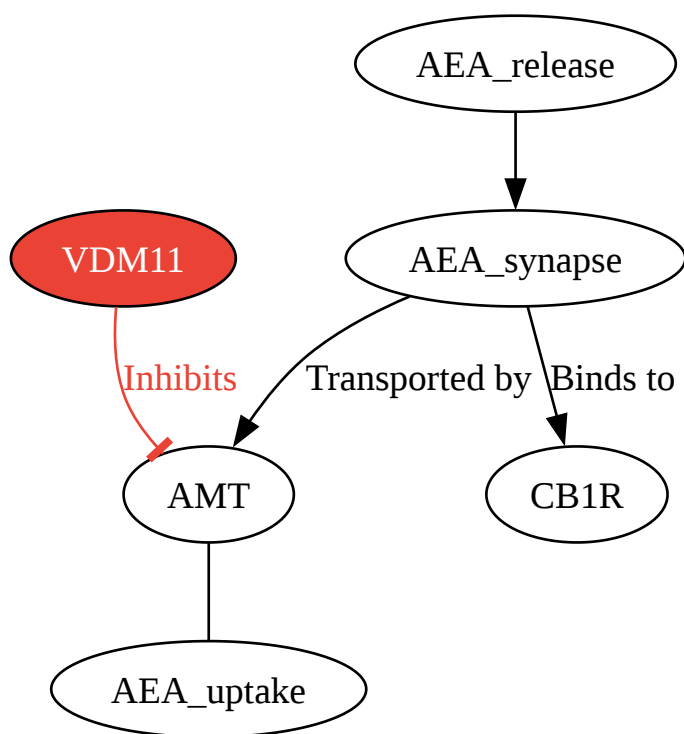 AEA_release
VDM11
AEA_synapse
Inhibits
Transported by
Binds to
AMT
CB1R
AEA_uptake